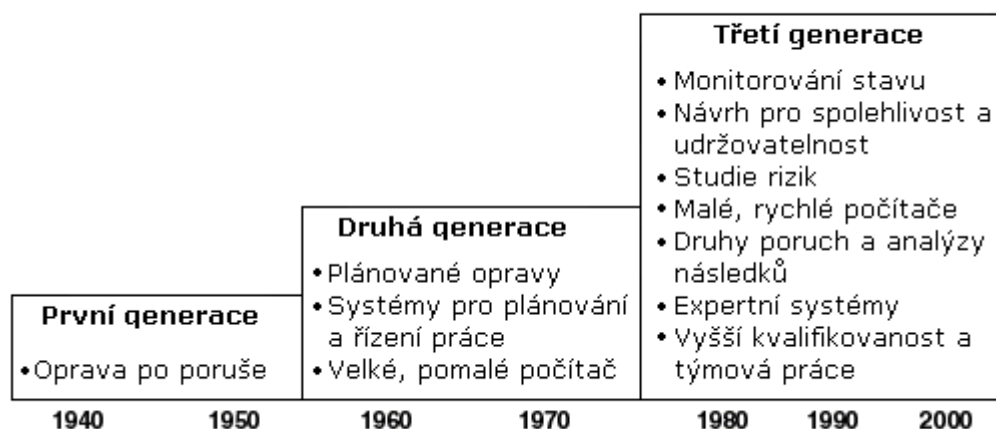 Třetí generace
• Monitorování stavu
• Návrh pro spolehlivost a
udržovatelnost
• Studie rizik
• Malé, rychlé počítače
• Druhy poruch a analýzy
následků
• Expertní systémy
• Vyšší kvalifikovanost a
týmová práce
Druhá qenerace
• Plánované opravy
• Systémy pro plánování
a řízení práce
• Velké, pomalé počítač
První qenerace
• Oprava po poruše
1940 1950 1960 1970 1980 1990 2000